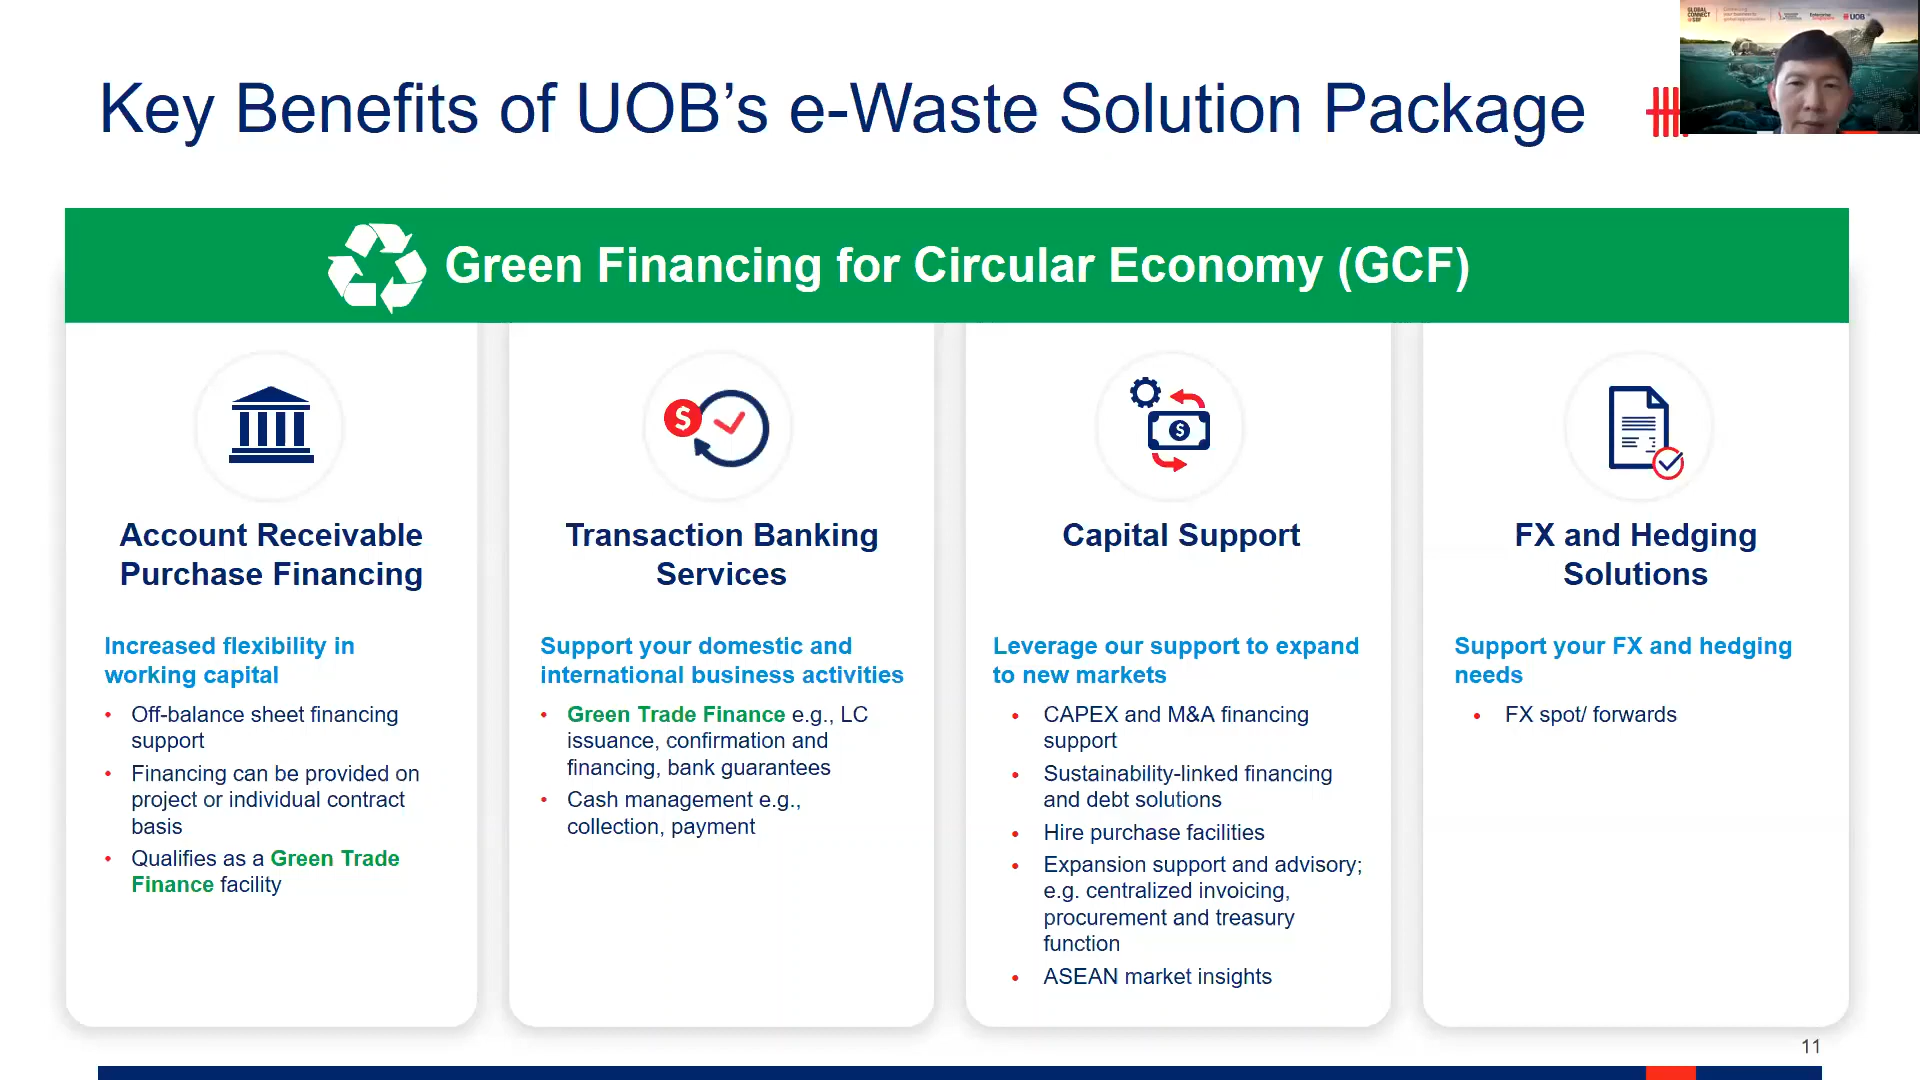 Key Benefits of UOB’s e-Waste Solution Package
GLOBAL
CONNECT
@SBF
UOB
Green Financing for Circular Economy (GCF)
Account Receivable
Purchase Financing
Increased flexibility in
working capital
• Off-balance sheet financing
support
• Financing can be provided on
project or individual contract
basis
• Qualifies as a Green Trade
Finance facility
Transaction Banking
Services
Support your domestic and
international business activities
• Green Trade Finance e.g., LC
issuance, confirmation and
financing, bank guarantees
• Cash management e.g.,
collection, payment
Capital Support
Leverage our support to expand
to new markets
• CAPEX and M&A financing
support
• Sustainability-linked financing
and debt solutions
• Hire purchase facilities
• Expansion support and advisory;
e.g. centralized invoicing,
procurement and treasury
function
• ASEAN market insights
FX and Hedging
Solutions
Support your FX and hedging
needs
• FX spot/ forwards
11